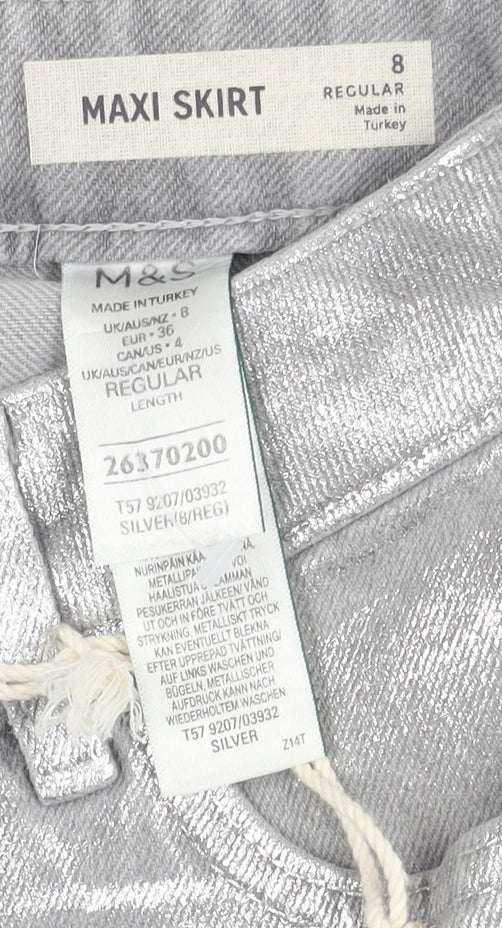 MAXI SKIRT
8
REGULAR
Made in
Turkey
M&S
MADE IN TURKEY
UK/AUS/NZ • 8
EUR • 36
CAN/US • 4
UK/AUS/CAN/EUR/NZ/US
REGULAR
LENGTH
26370200
T57 9207/03932
SILVER(8/REG)
NURINPÄIN
HAALISTUA
PESUKERRAN JÄLKEEN/ VÄND
UT OCH IN FÖRE TVÄTT OCH
STRYKNING, METALLISKT TRYCK
KAN EVENTUELLT BLEKNA
EFTER UPPREPAD TVÄTTNING/
AUF LINKS WASCHEN UND
BÜGELN, METALLISCHER
AUFDRUCK KANN NACH
WIEDERHOLTEM WASCHEN
T57 9207/03932
SILVER
Z14T